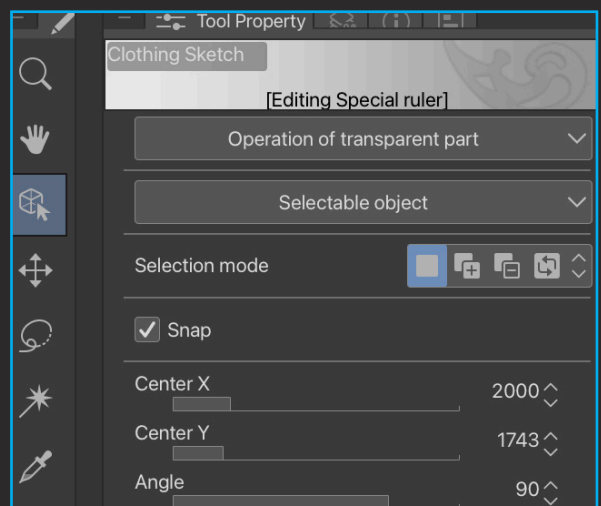 Tool Property
Clothing Sketch
[Editing Special ruler]
Operation of transparent part
Selectable object
Selection mode
Snap
Center X
2000
Center Y
1743
Angle
90